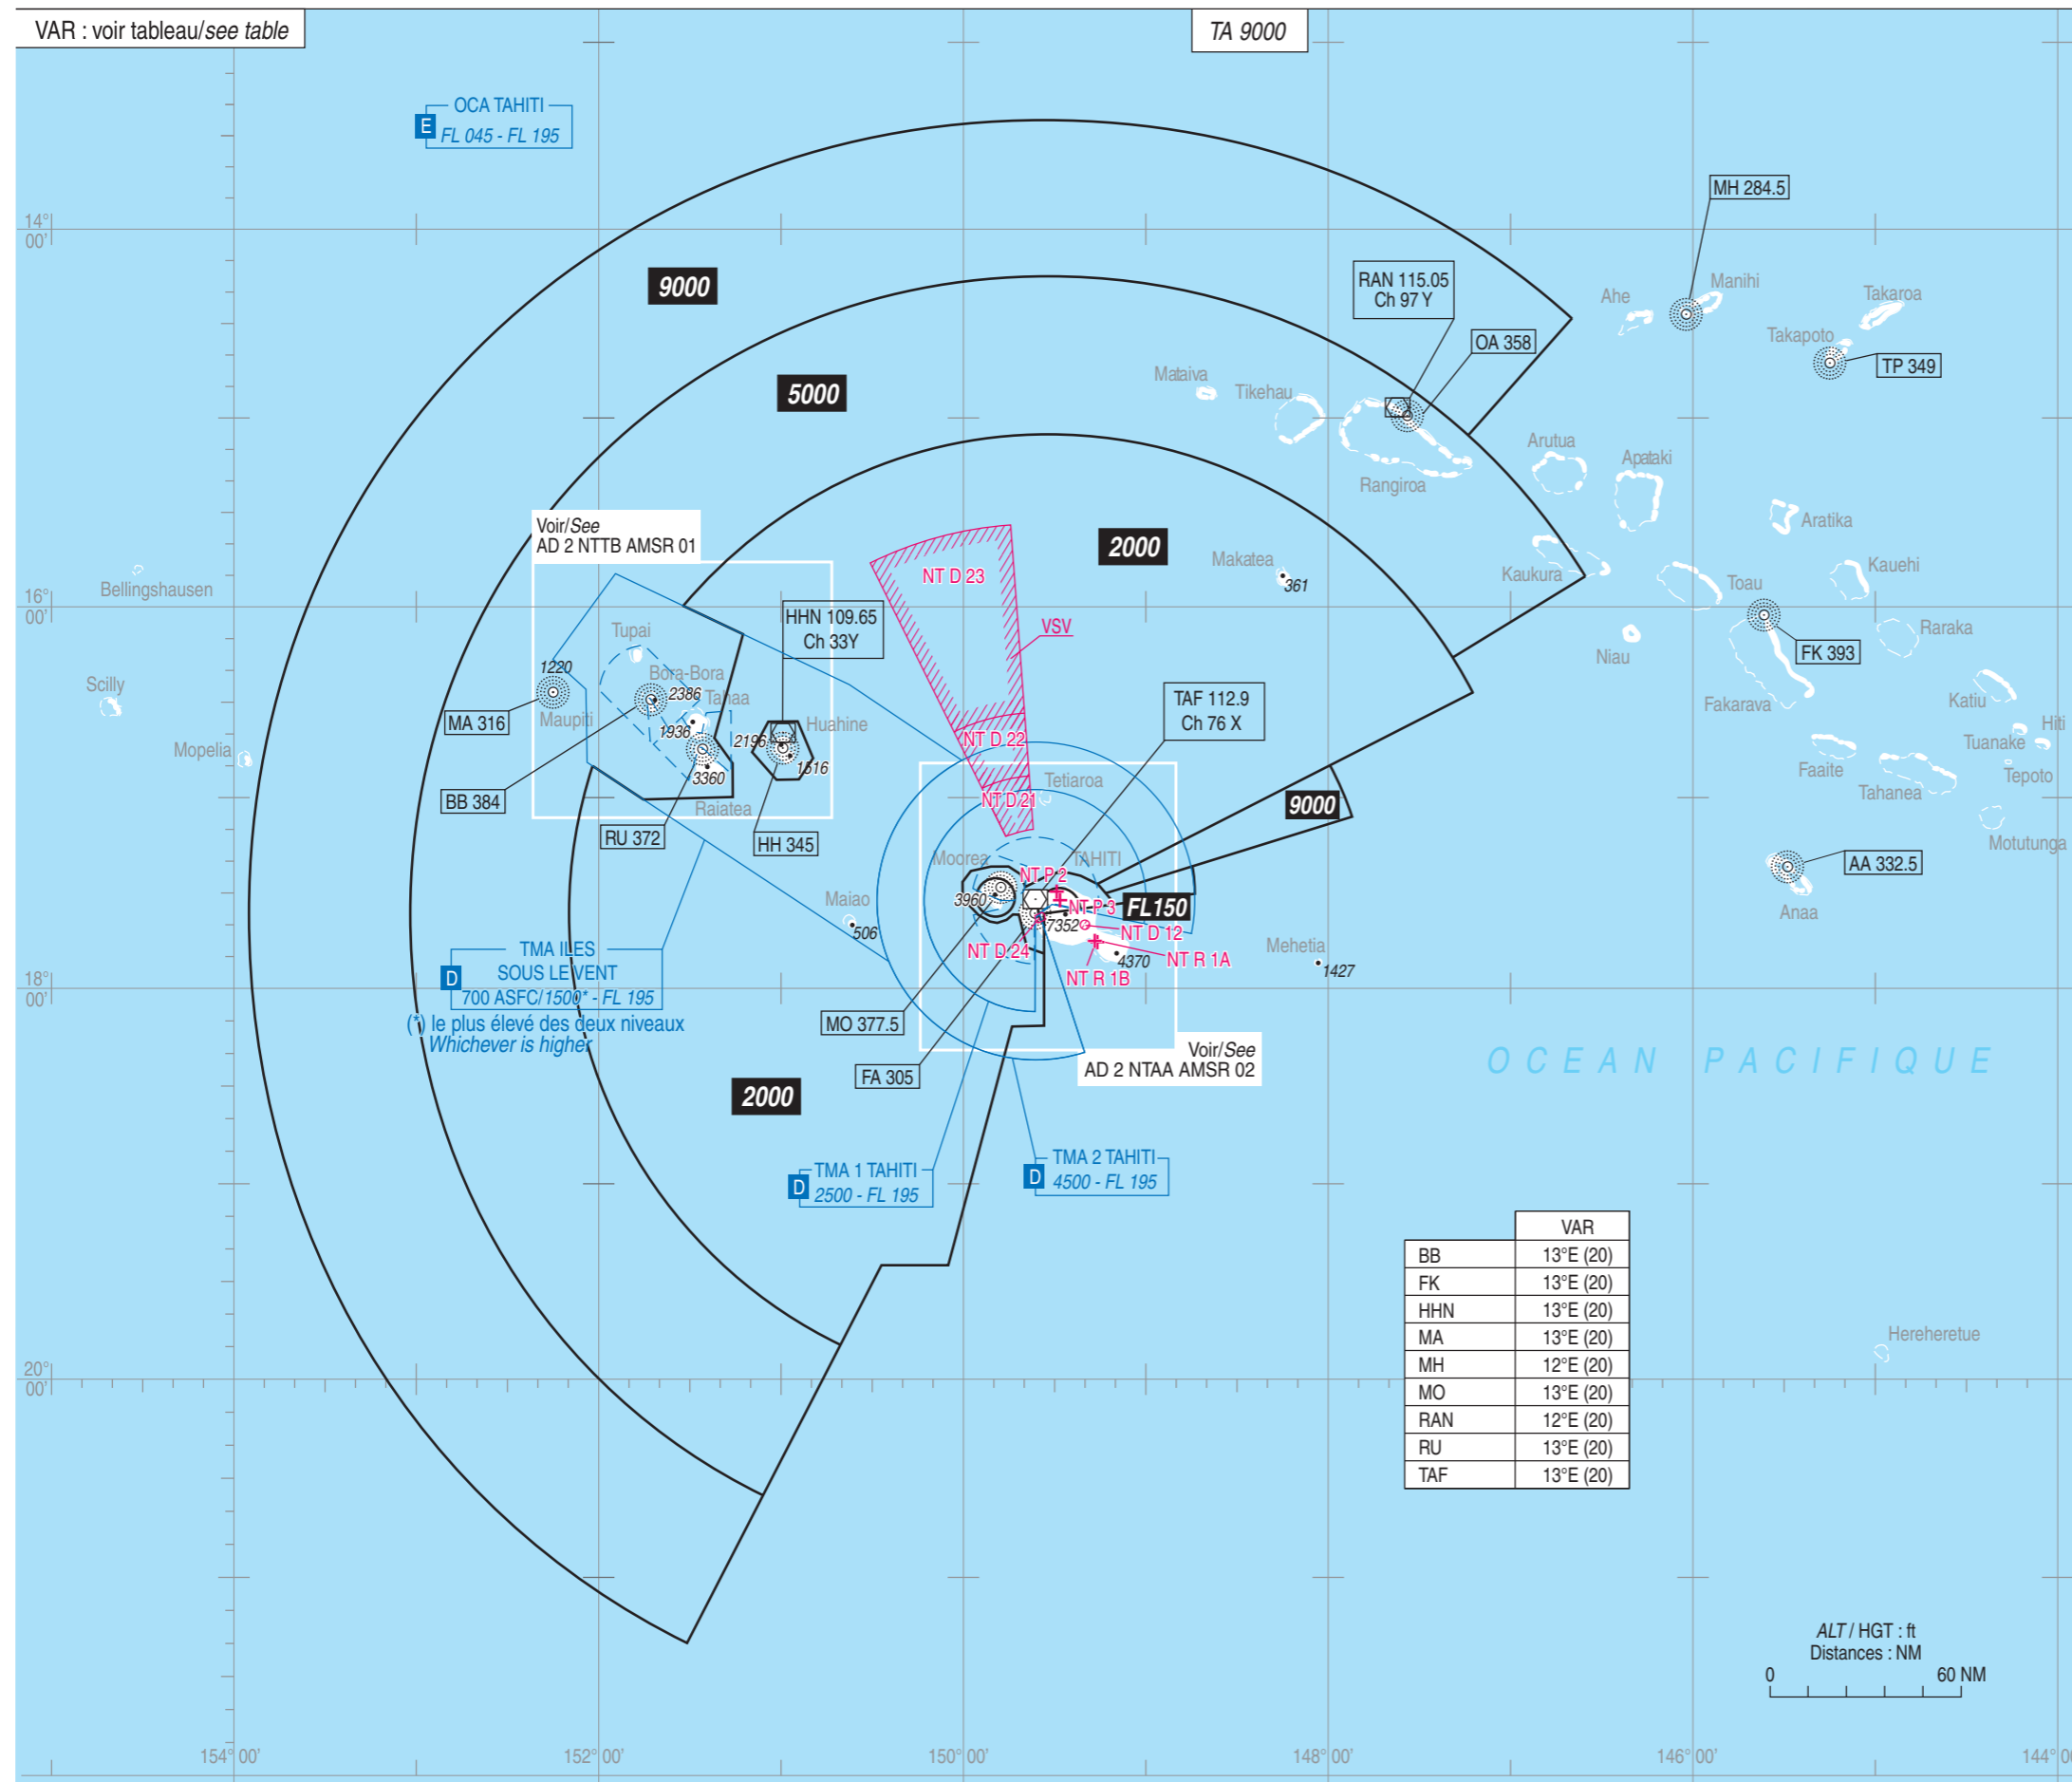 VAR : voir tableau/see table
TA 9000
OCA TAHITI
E
FL 045 - FL 195
MH 284.5
14°
00'
9000
RAN 115.05
Ch 97 Y
Ahe
Manihi
Takaroa
OA 358
Takapoto
TP 349
5000
Mataiva
Tikehau
Arutua
Apataki
Rangiroa
Aratika
Voir/See
AD 2 NTTB AMSR 01
2000
NT D 23
Makatea
361
Kaukura
Toau
Kauehi
Bellingshausen
16°
00'
HHN 109.65
Ch 33Y
VSV
Tupai
Niau
Raraka
FK 393
1220
Bora-Bora
2386
Tahaa
Scilly
MA 316
Maupiti
1936
2196
Huahine
1516
TAF 112.9
Ch 76 X
Fakarava
Katiu
Hiti
Tuanake
Tepoto
Mopelia
NT D 22
3360
Faaite
Tahanea
BB 384
Raiatea
NT D 21
Tetiaroa
9000
RU 372
HH 345
Motutunga
Moorea
TAHITI
NT P 2
AA 332.5
Maiao
506
3960
NT P 3
FL150
7352
NT D 12
Anaa
NT D 24
4370
NT R 1A
NT R 1B
Mehetia
1427
TMA ILES
SOUS LE VENT
D
700 ASFC/1500* - FL 195
18°
00'
(*) le plus élevé des deux niveaux
Whichever is higher
MO 377.5
FA 305
Voir/See
AD 2 NTAA AMSR 02
OCEAN PACIFIQUE
2000
TMA 1 TAHITI
D
2500 - FL 195
TMA 2 TAHITI
D
4500 - FL 195
VAR
BB 13°E (20)
FK 13°E (20)
HHN 13°E (20)
MA 13°E (20)
MH 12°E (20)
MO 13°E (20)
RAN 12°E (20)
RU 13°E (20)
TAF 13°E (20)
Hereheretue
20°
00'
ALT / HGT : ft
Distances : NM
0 60 NM
154° 00' 152° 00' 150° 00' 148° 00' 146° 00' 144° 00